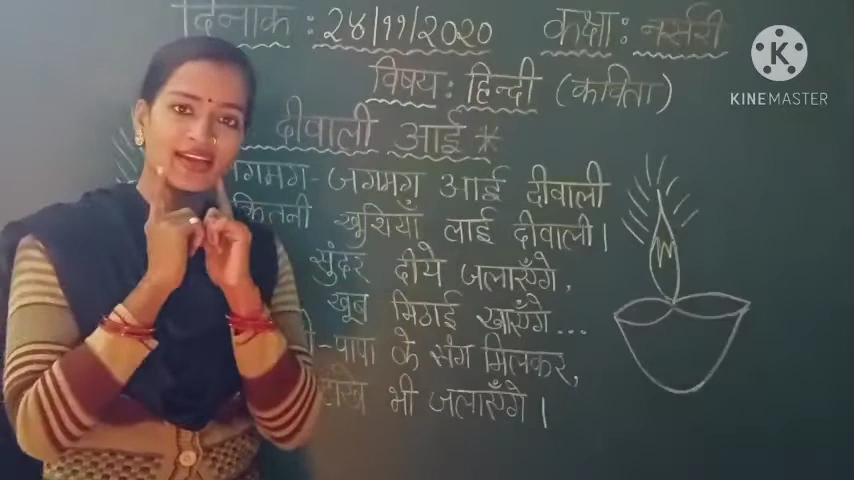 दिनांक : २४/११/२०२० कक्षा : नर्सरी
विषय : हिन्दी (कविता)
दीवाली आई *
जगमग-जगमग आई दीवाली
कितनी खुशियाँ लाई दीवाली।
सुंदर दीये जलाएँगे,
खूब मिठाई खाएँगे...
-पापा के संग मिलकर,
भी जलाएँगे।
K
KINEMASTER